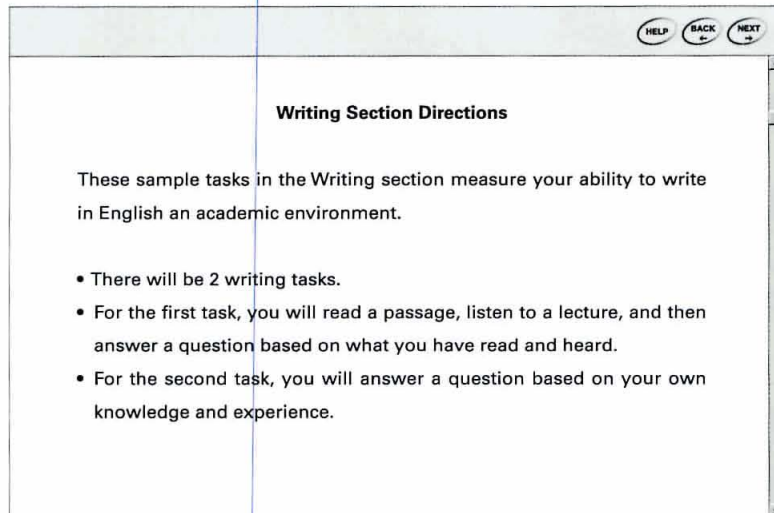 HELP BACK NEXT
Writing Section Directions
These sample tasks in the Writing section measure your ability to write
in English an academic environment.
• There will be 2 writing tasks.
• For the first task, you will read a passage, listen to a lecture, and then
answer a question based on what you have read and heard.
• For the second task, you will answer a question based on your own
knowledge and experience.